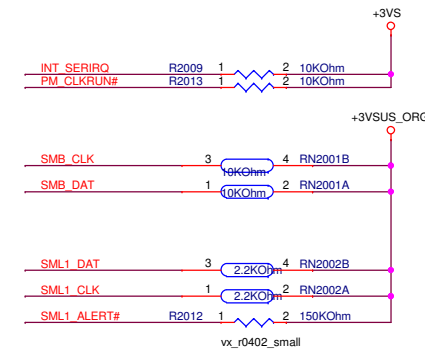 +3VS
INT_SERIRQ R2009 1 2 10KOhm
PM_CLKRUN# R2013 1 2 10KOhm
+3VSUS_ORG
SMB_CLK 3 10KOhm 4 RN2001B
SMB_DAT 1 10KOhm 2 RN2001A
SML1_DAT 3 2.2KOhm 4 RN2002B
SML1_CLK 1 2.2KOhm 2 RN2002A
SML1_ALERT# R2012 1 2 150KOhm
vx_r0402_small